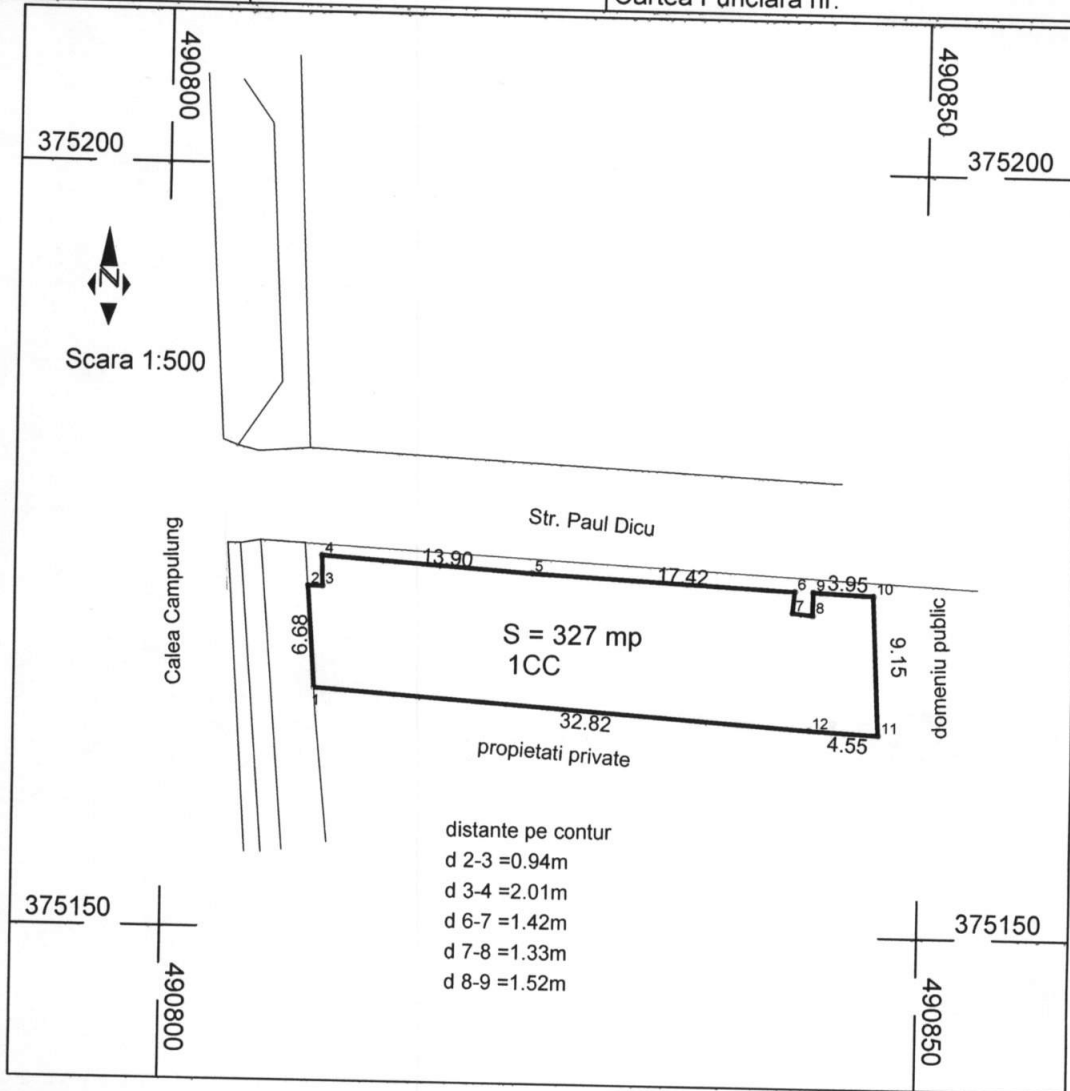 Cartea Funciara nr.
490800
490850
375200
375200
N
Scara 1:500
Str. Paul Dicu
Calea Campulung
4
13.90
5
17.42
6
9
3.95
10
2
3
7
8
6.68
S = 327 mp
1CC
9.15
domeniu public
1
32.82
12
11
4.55
propietati private
distante pe contur
d 2-3 =0.94m
d 3-4 =2.01m
d 6-7 =1.42m
d 7-8 =1.33m
d 8-9 =1.52m
375150
375150
490800
490850